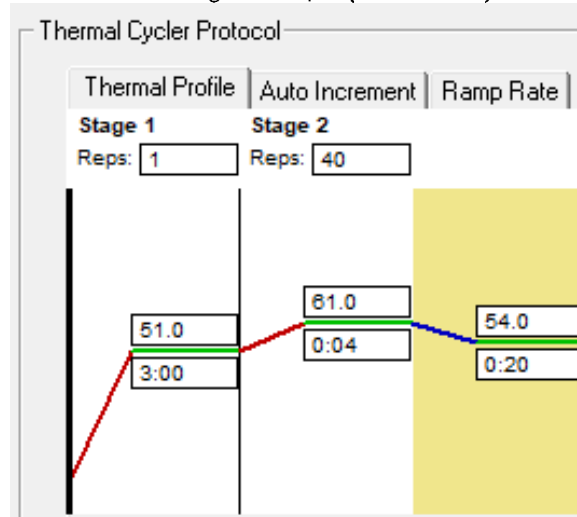 Thermal Cycler Protocol
Thermal Profile Auto Increment Ramp Rate
Stage 1 Stage 2
Reps: 1 Reps: 40
61.0
51.0 54.0
0:04
3:00 0:20